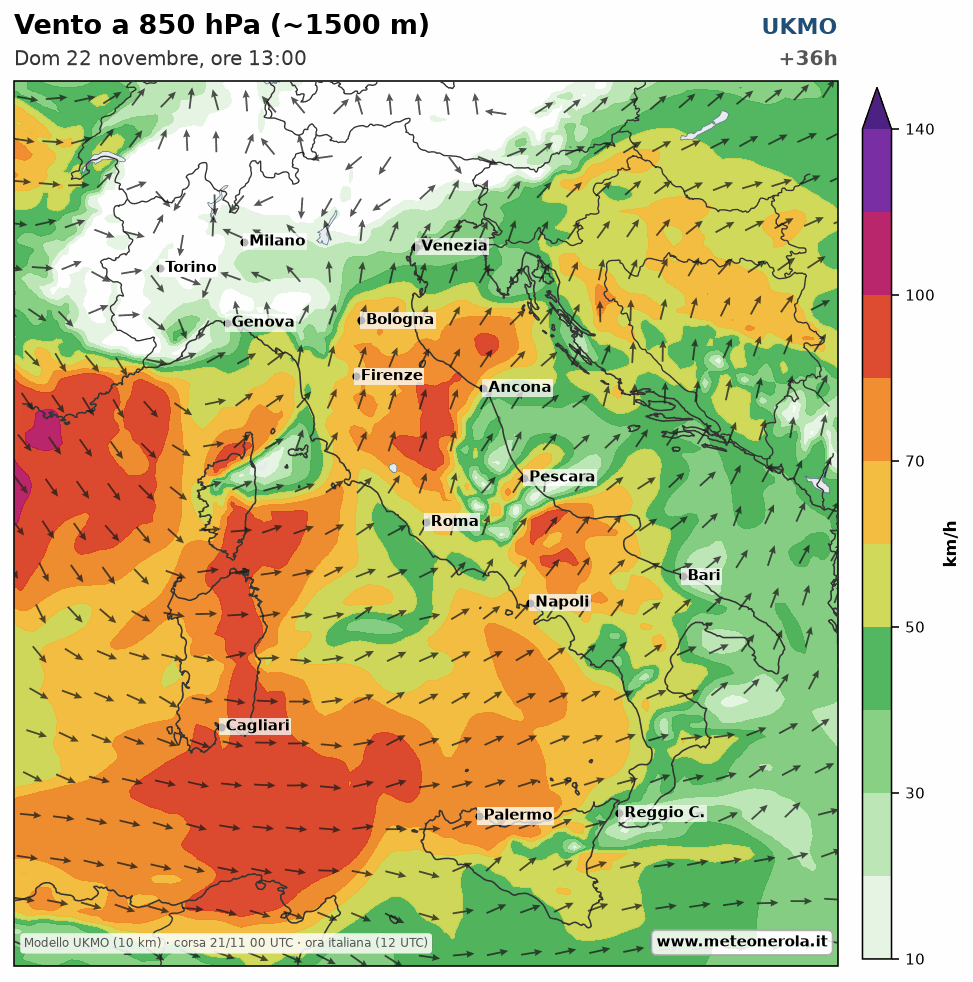 Vento a 850 hPa (~1500 m)
UKMO
Dom 22 novembre, ore 13:00
+36h
140
Milano
Venezia
Torino
100
Genova
Bologna
Firenze
Ancona
70
Pescara
Roma
km/h
Bari
Napoli
50
Cagliari
30
Palermo
Reggio C.
Modello UKMO (10 km) · corsa 21/11 00 UTC · ora italiana (12 UTC)
www.meteonerola.it
10